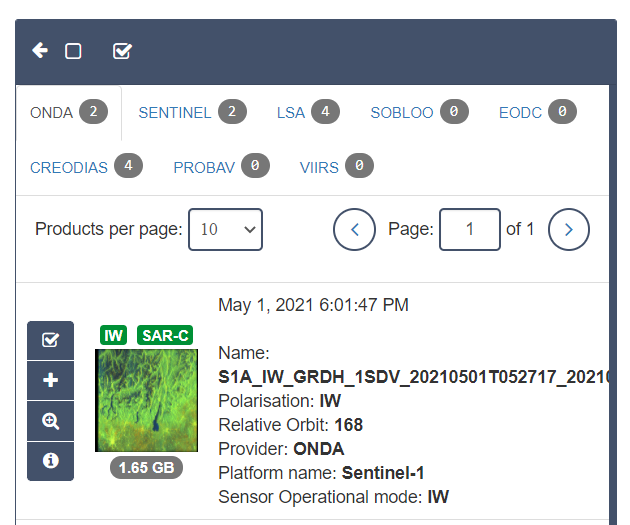 ONDA 2 SENTINEL 2 LSA 4 SOBLOO 0 EODC 0
CREODIAS 4 PROBAV 0 VIIRS 0
Products per page: 10 Page: 1 of 1
May 1, 2021 6:01:47 PM
IW SAR-C
Name:
S1A_IW_GRDH_1SDV_20210501T052717_20210
Polarisation: IW
Relative Orbit: 168
Provider: ONDA
1.65 GB
Platform name: Sentinel-1
Sensor Operational mode: IW